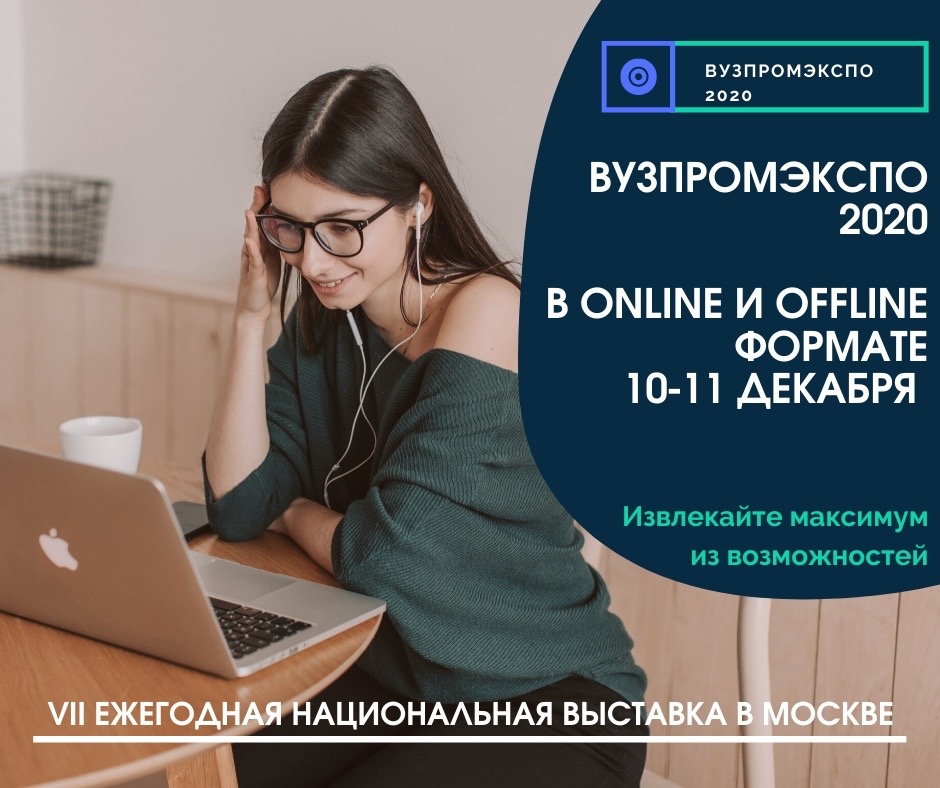 ВУЗПРОМЭКСПО
2020
ВУЗПРОМЭКСПО
2020
В ONLINE И OFFLINE
ФОРМАТЕ
10-11 ДЕКАБРЯ
Извлекайте максимум
из возможностей
VII ЕЖЕГОДНАЯ НАЦИОНАЛЬНАЯ ВЫСТАВКА В МОСКВЕ